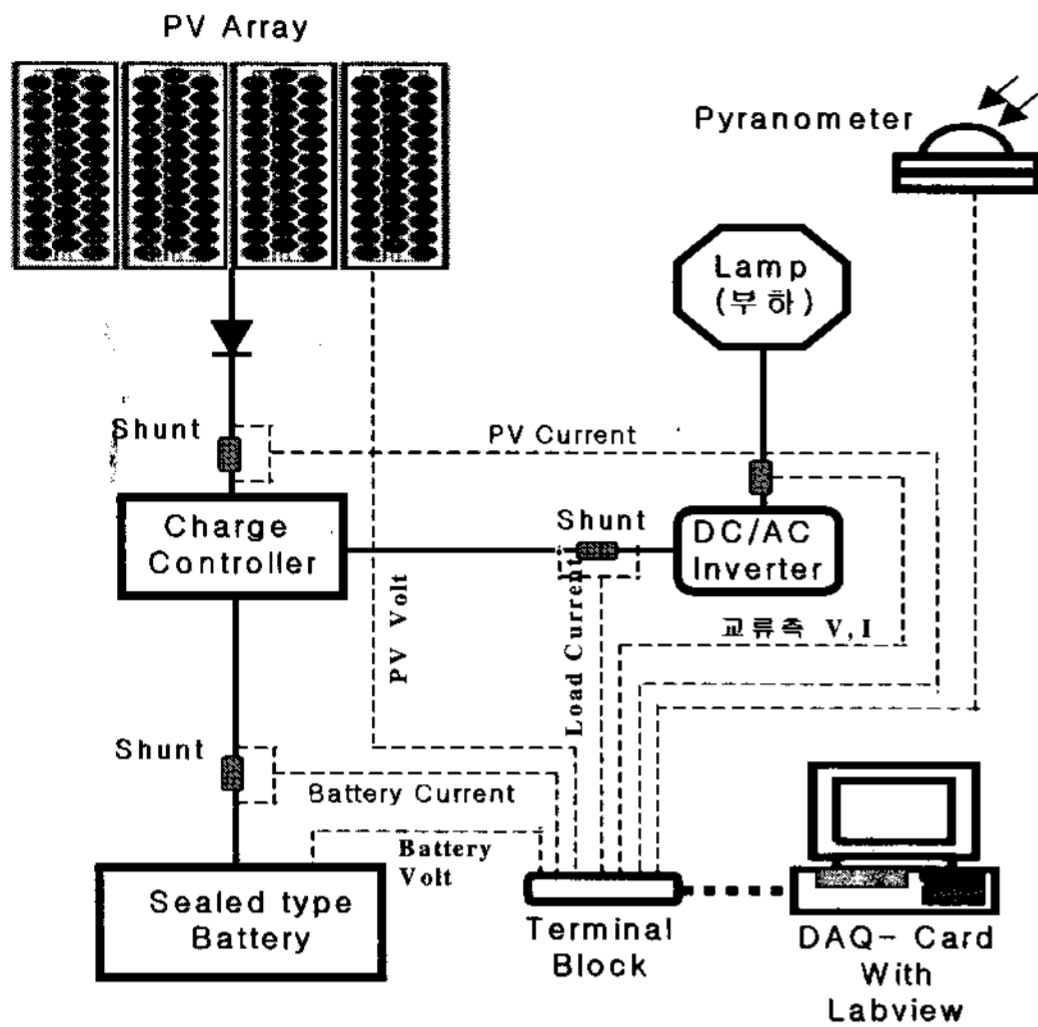 PV Array
Pyranometer
Lamp
(부하)
Shunt
PV Current
Charge
Controller
Shunt
DC/AC
Inverter
PV Volt
Load Current
교류측 V,I
Shunt
Battery Current
Battery
Volt
Sealed type
Battery
Terminal
Block
DAQ- Card
With
Labview